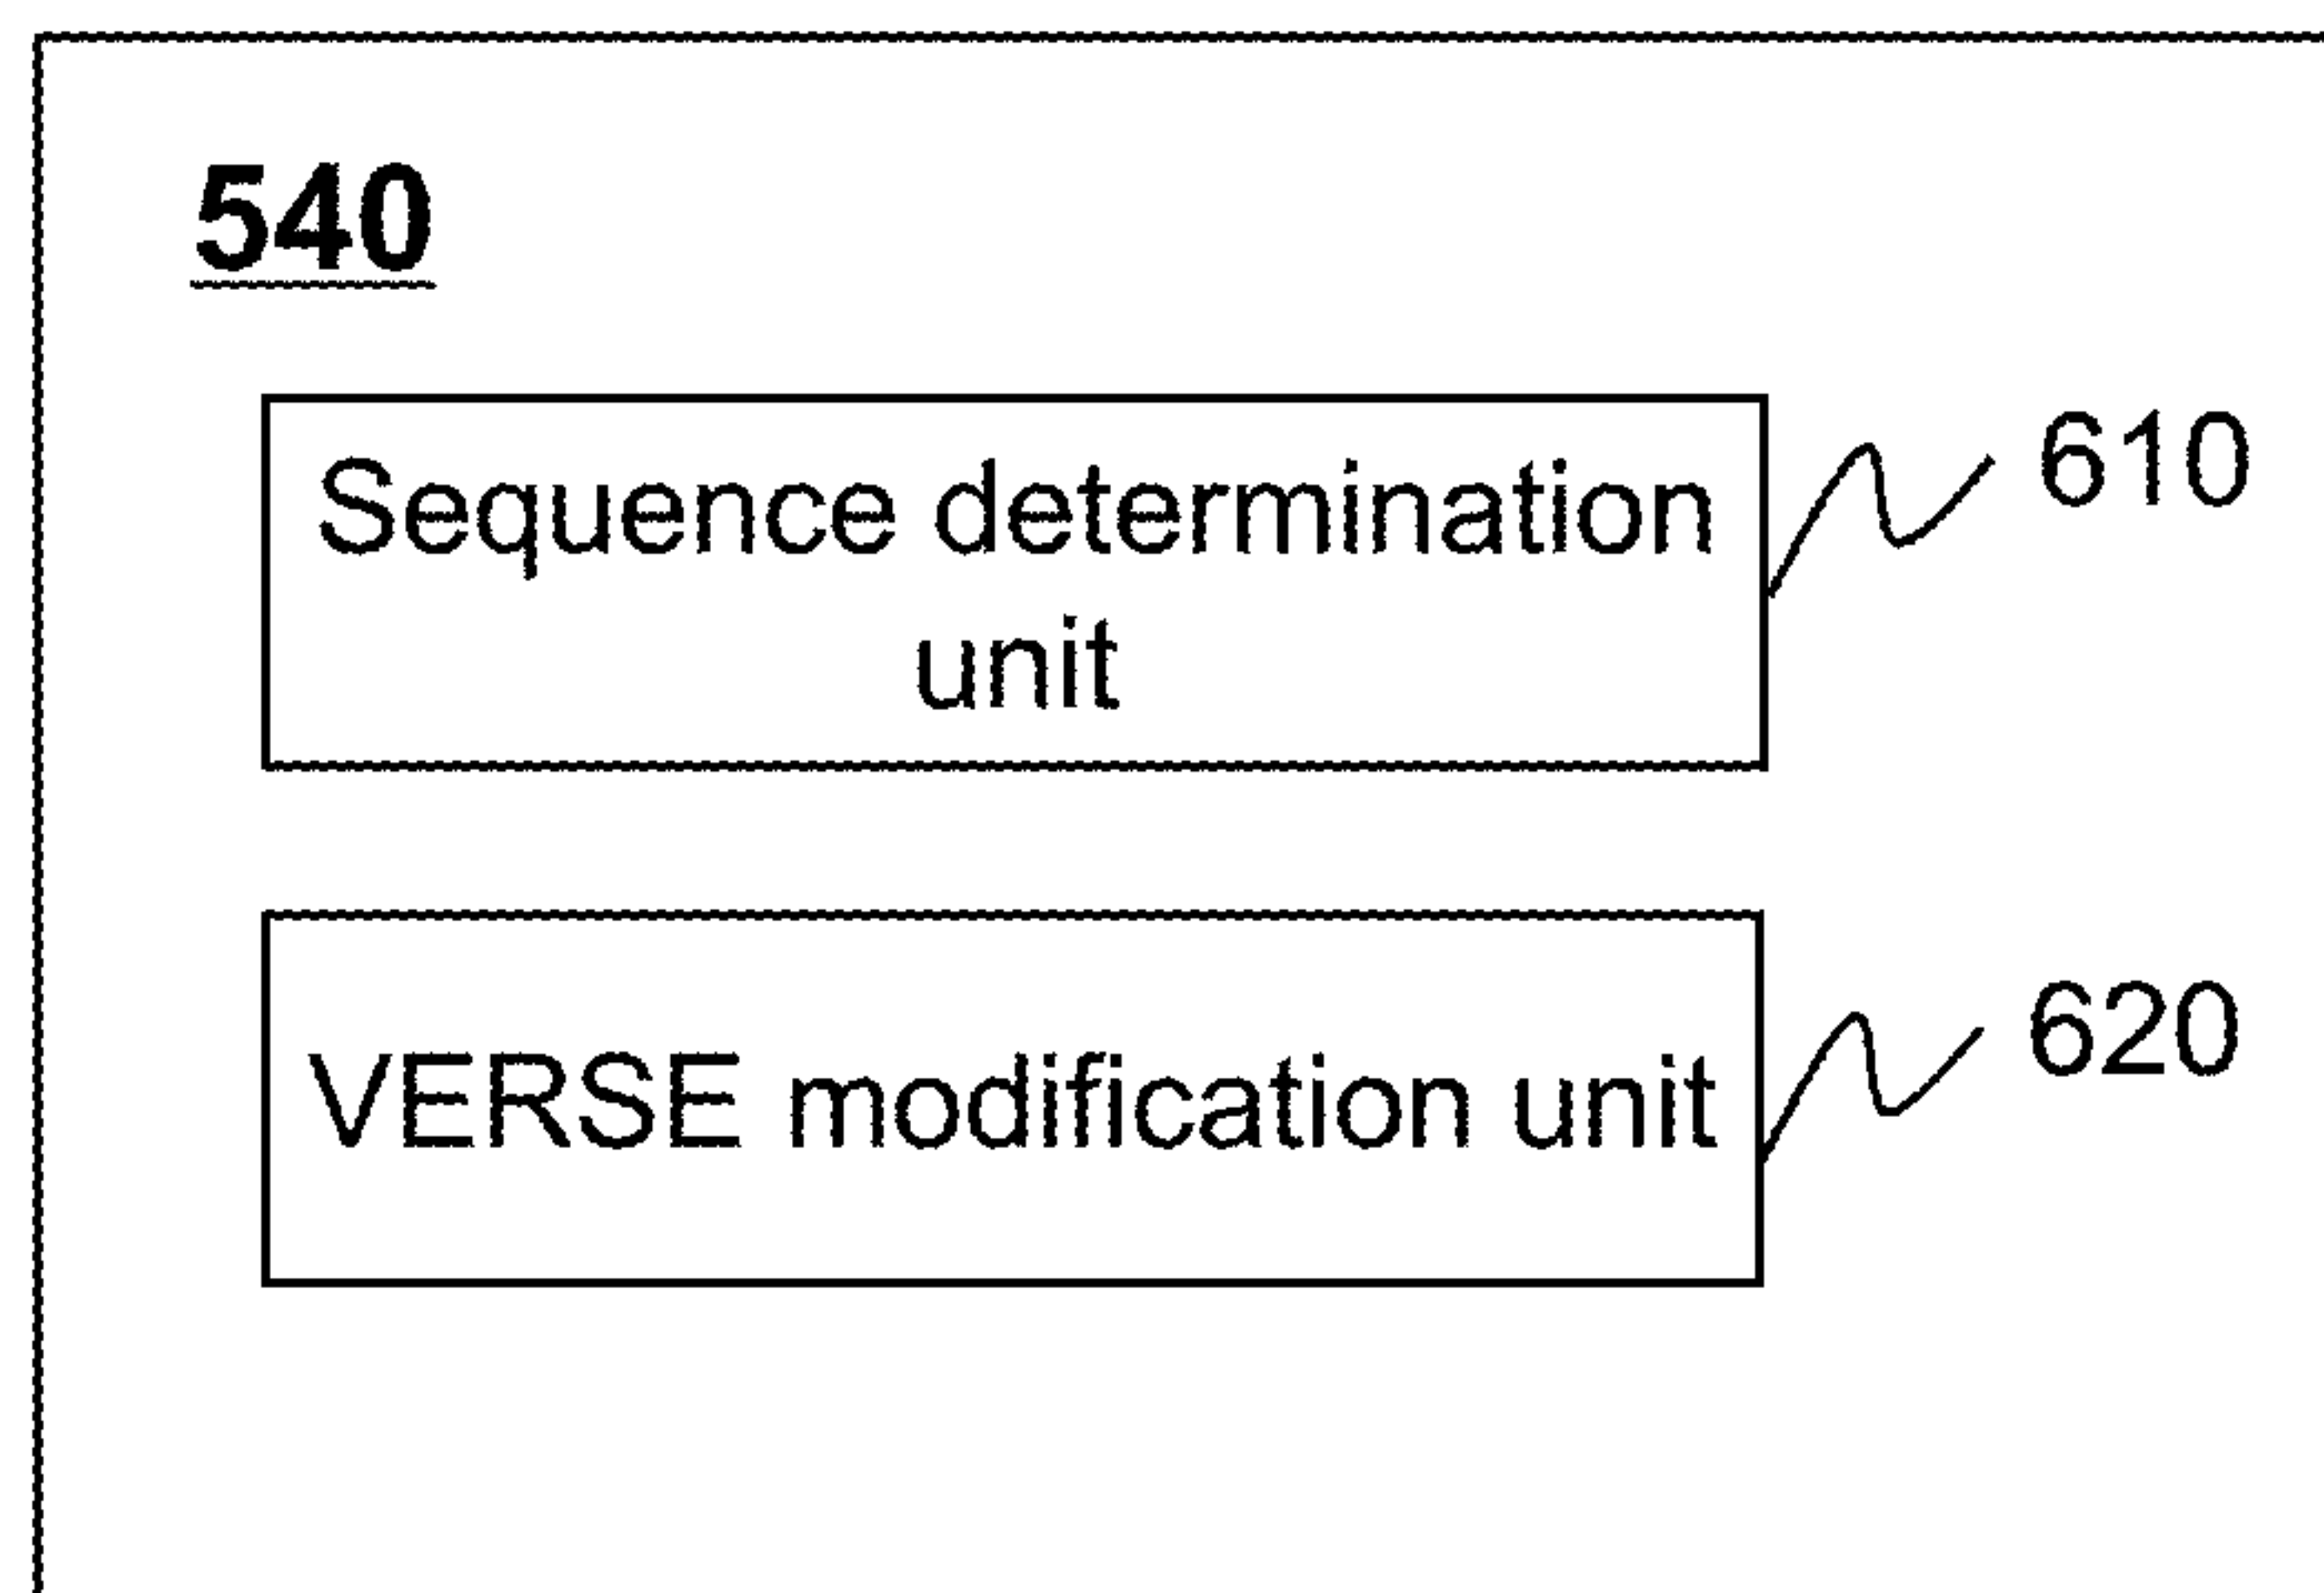 540
Sequence determination
unit
610
VERSE modification unit
620